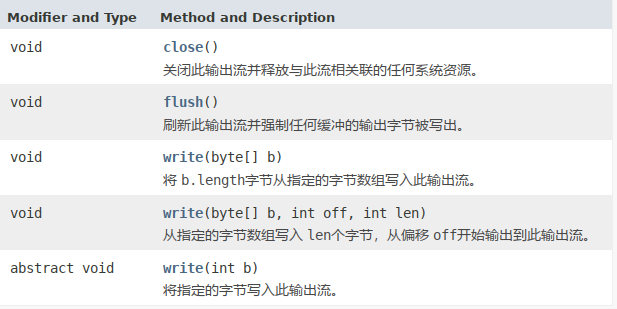 Modifier and Type Method and Description
void close()
关闭此输出流并释放与此流相关联的任何系统资源。
void flush()
刷新此输出流并强制任何缓冲的输出字节被写出。
void write(byte[] b)
将 b.length字节从指定的字节数组写入此输出流。
void write(byte[] b, int off, int len)
从指定的字节数组写入 len个字节，从偏移 off开始输出到此输出流。
abstract void write(int b)
将指定的字节写入此输出流。